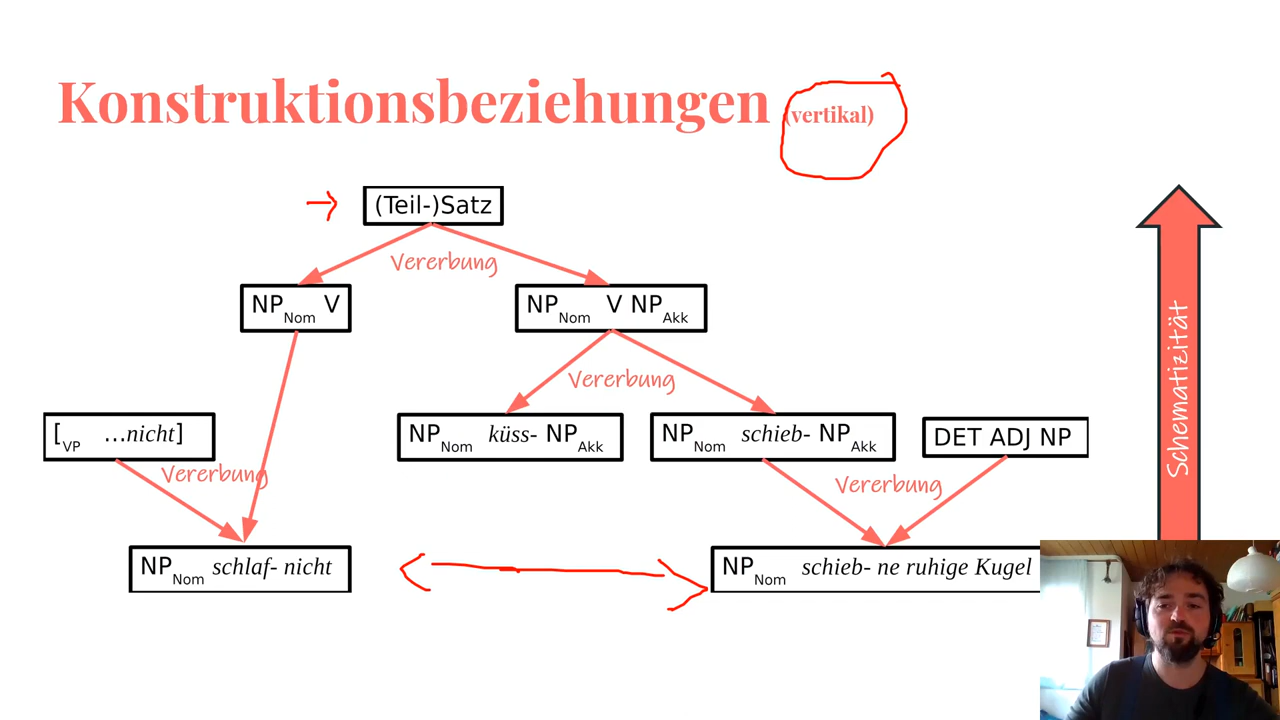 Konstruktionsbeziehungen (vertikal)
(Teil-)Satz
Vererbung
NP Nom V
NP Nom V NP Akk
Vererbung
[VP ...nicht]
NP Nom küss- NP Akk
NP Nom schieb- NP Akk
DET ADJ NP
Vererbung
Vererbung
NP Nom schlaf- nicht
NP Nom schieb- ne ruhige Kugel
Schematizität